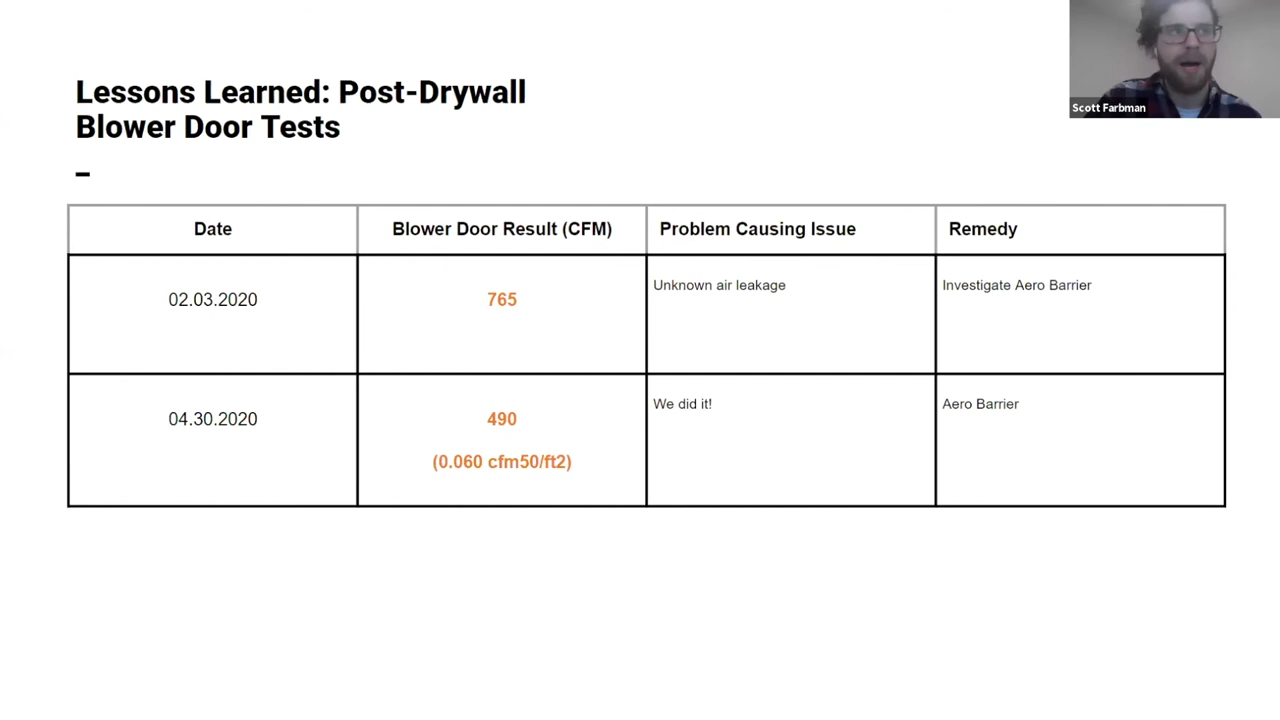 Scott Farbman
Lessons Learned: Post-Drywall
Blower Door Tests
–
Date Blower Door Result (CFM) Problem Causing Issue Remedy
02.03.2020 765 Unknown air leakage Investigate Aero Barrier
04.30.2020 490 We did it! Aero Barrier
(0.060 cfm50/ft2)